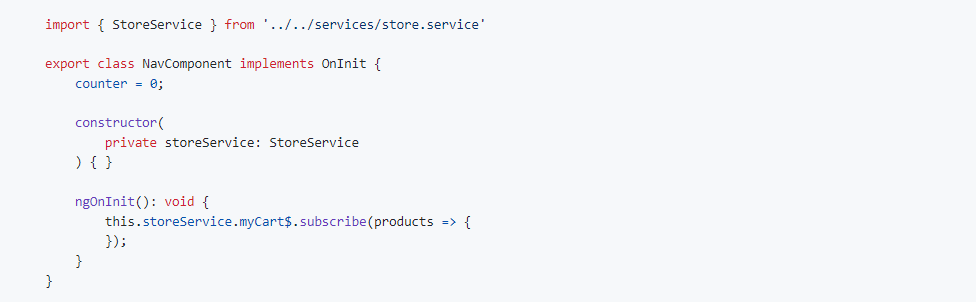 import { StoreService } from '../../services/store.service'
export class NavComponent implements OnInit {
counter = 0;
constructor(
private storeService: StoreService
) { }
ngOnInit(): void {
this.storeService.myCart$.subscribe(products => {
});
}
}